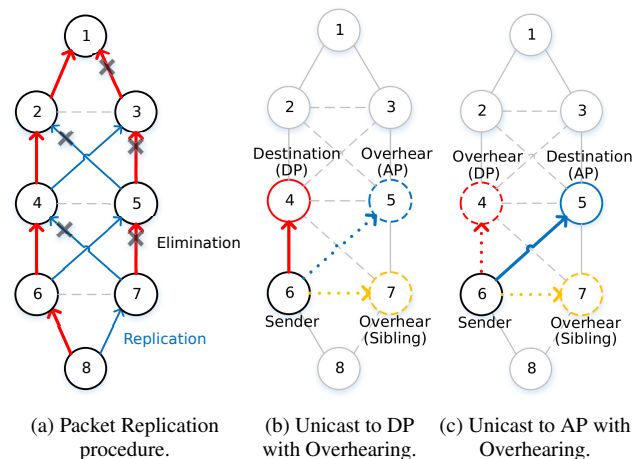 1
2
3
4
5
Elimination
6
7
Replication
8
(a) Packet Replication
procedure.
1
2
3
Destination
(DP)
Overhear
(AP)
4
5
6
7
Sender
Overhear
(Sibling)
8
(b) Unicast to DP
with Overhearing.
1
2
3
Overhear
(DP)
Destination
(AP)
4
5
6
7
Sender
Overhear
(Sibling)
8
(c) Unicast to AP with
Overhearing.